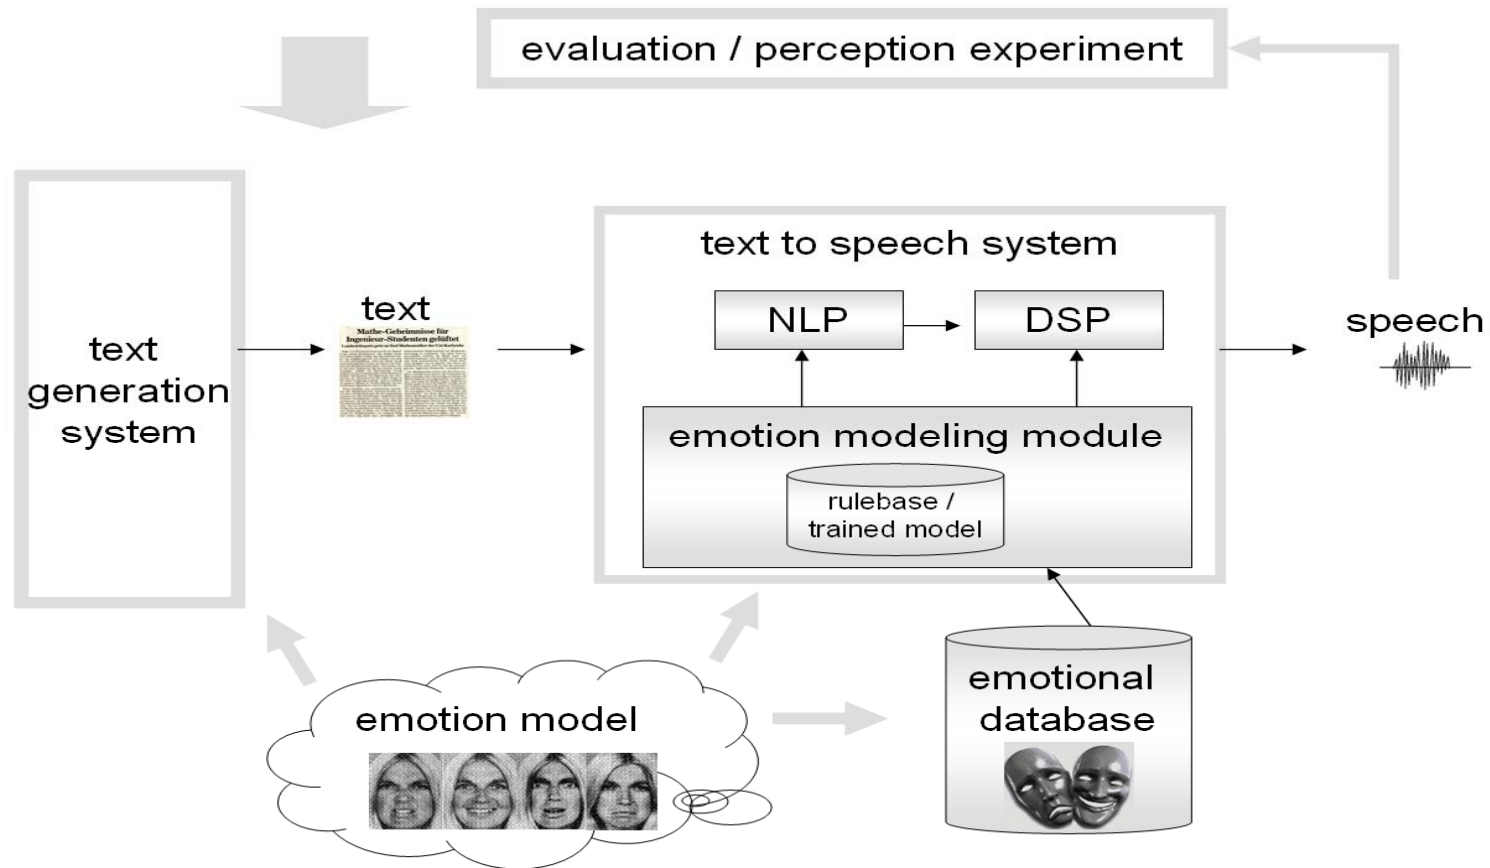 evaluation / perception experiment
text to speech system
text
Mathe-Geheimnisse für
Ingenieur-Studenten gelüftet
NLP
DSP
speech
text
generation
system
emotion modeling module
rulebase /
trained model
emotion model
emotional
database